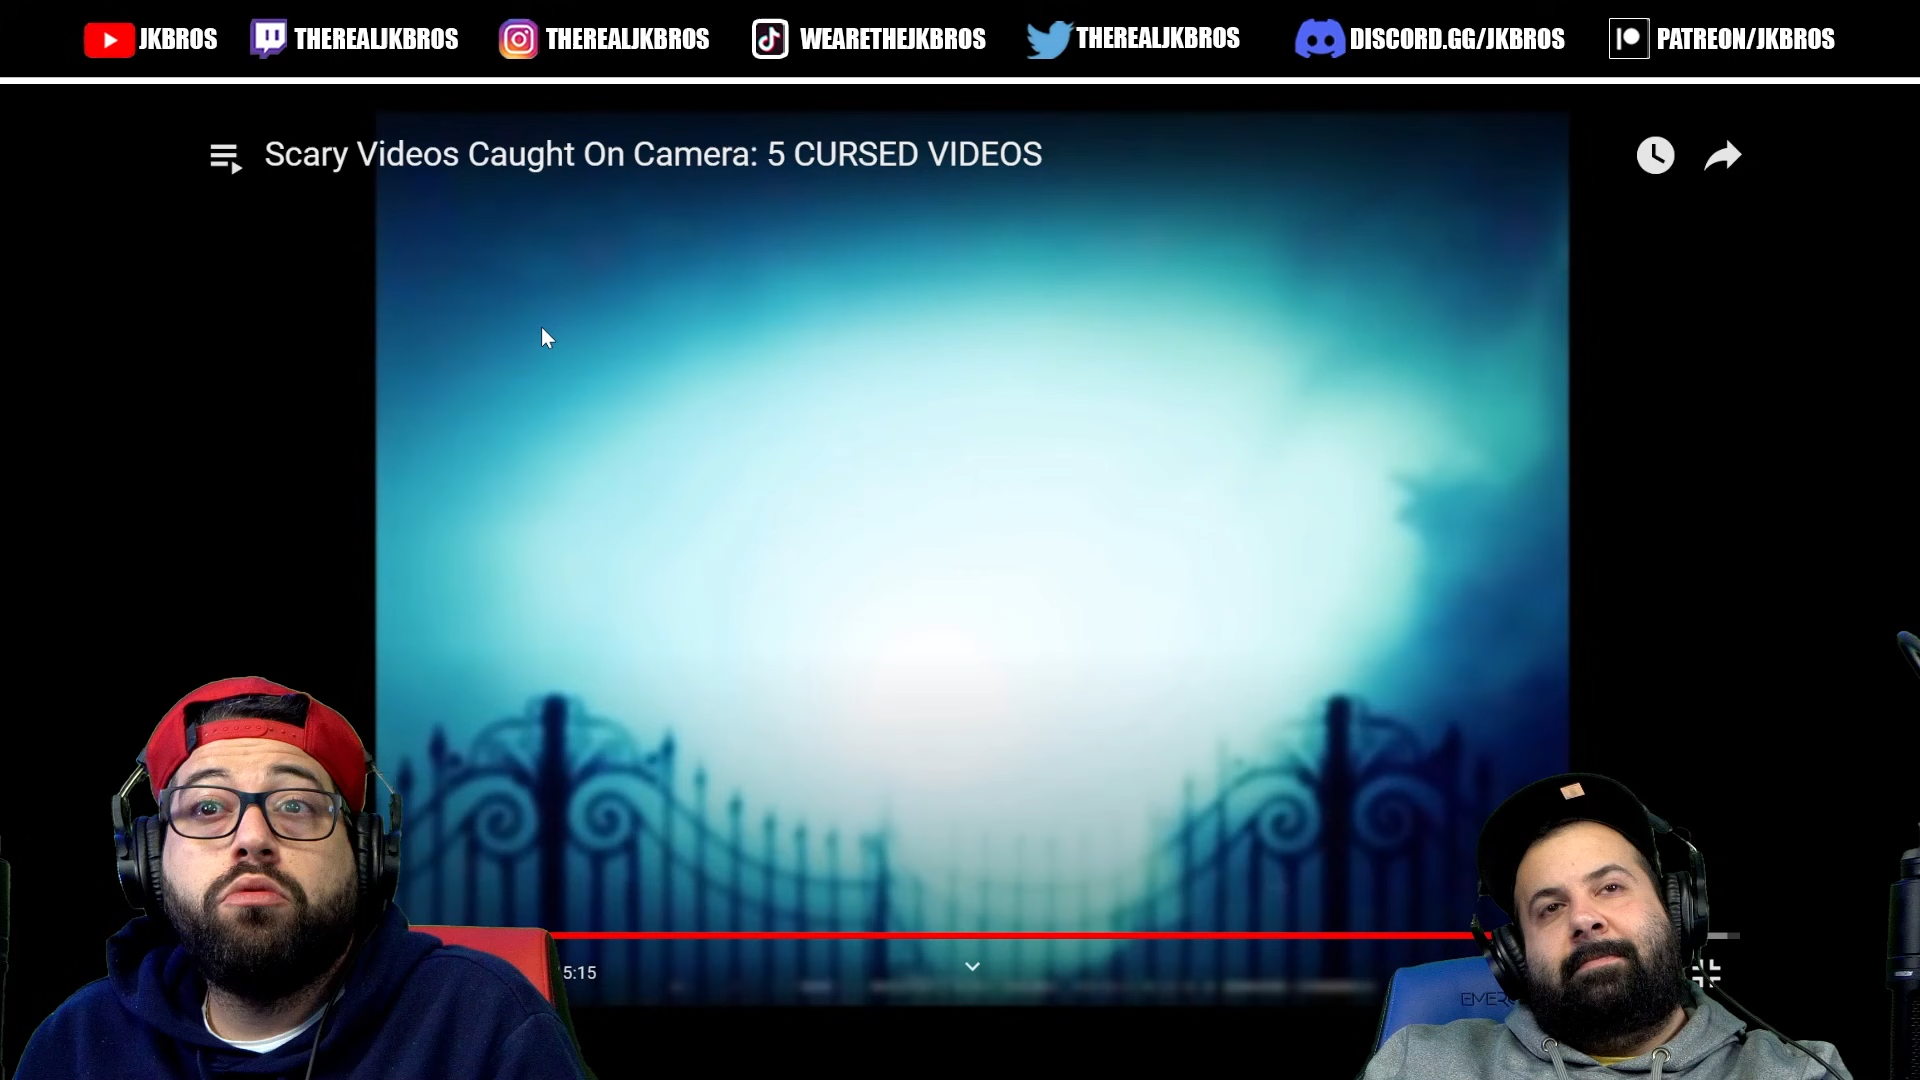 JKBROS THEREALJKBROS THEREALJKBROS WEARETHEJKBROS THEREALJKBROS DISCORD.GG/JKBROS PATREON/JKBROS
Scary Videos Caught On Camera: 5 CURSED VIDEOS
5:15